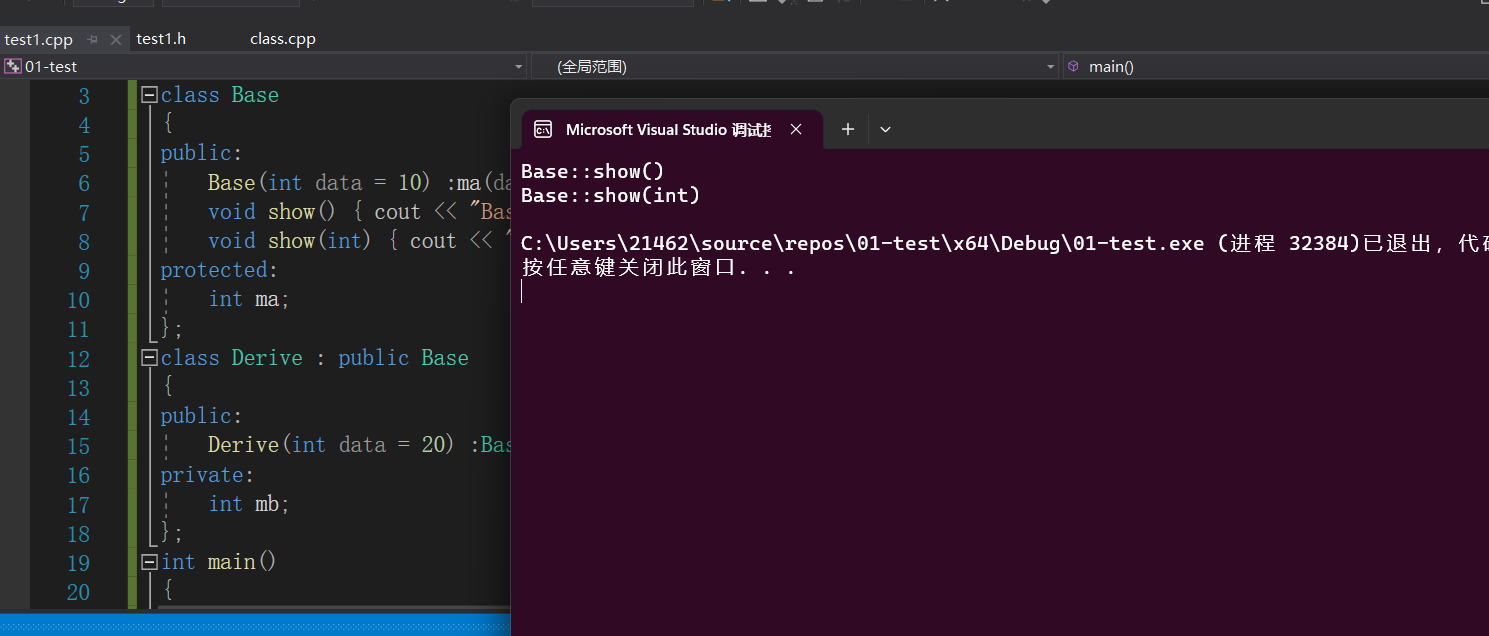 test1.cpp test1.h class.cpp
01-test (全局范围) main()
3 class Base
4 {
5 public:
6 Base(int data = 10) :ma(da
7 void show() { cout << "Bas
8 void show(int) { cout << "
9 protected:
10 int ma;
11 };
12 class Derive : public Base
13 {
14 public:
15 Derive(int data = 20) :Bas
16 private:
17 int mb;
18 };
19 int main()
20 {
Microsoft Visual Studio 调试
Base::show()
Base::show(int)
C:\Users\21462\source\repos\01-test\x64\Debug\01-test.exe (进程 32384)已退出，代
按任意键关闭此窗口. . .